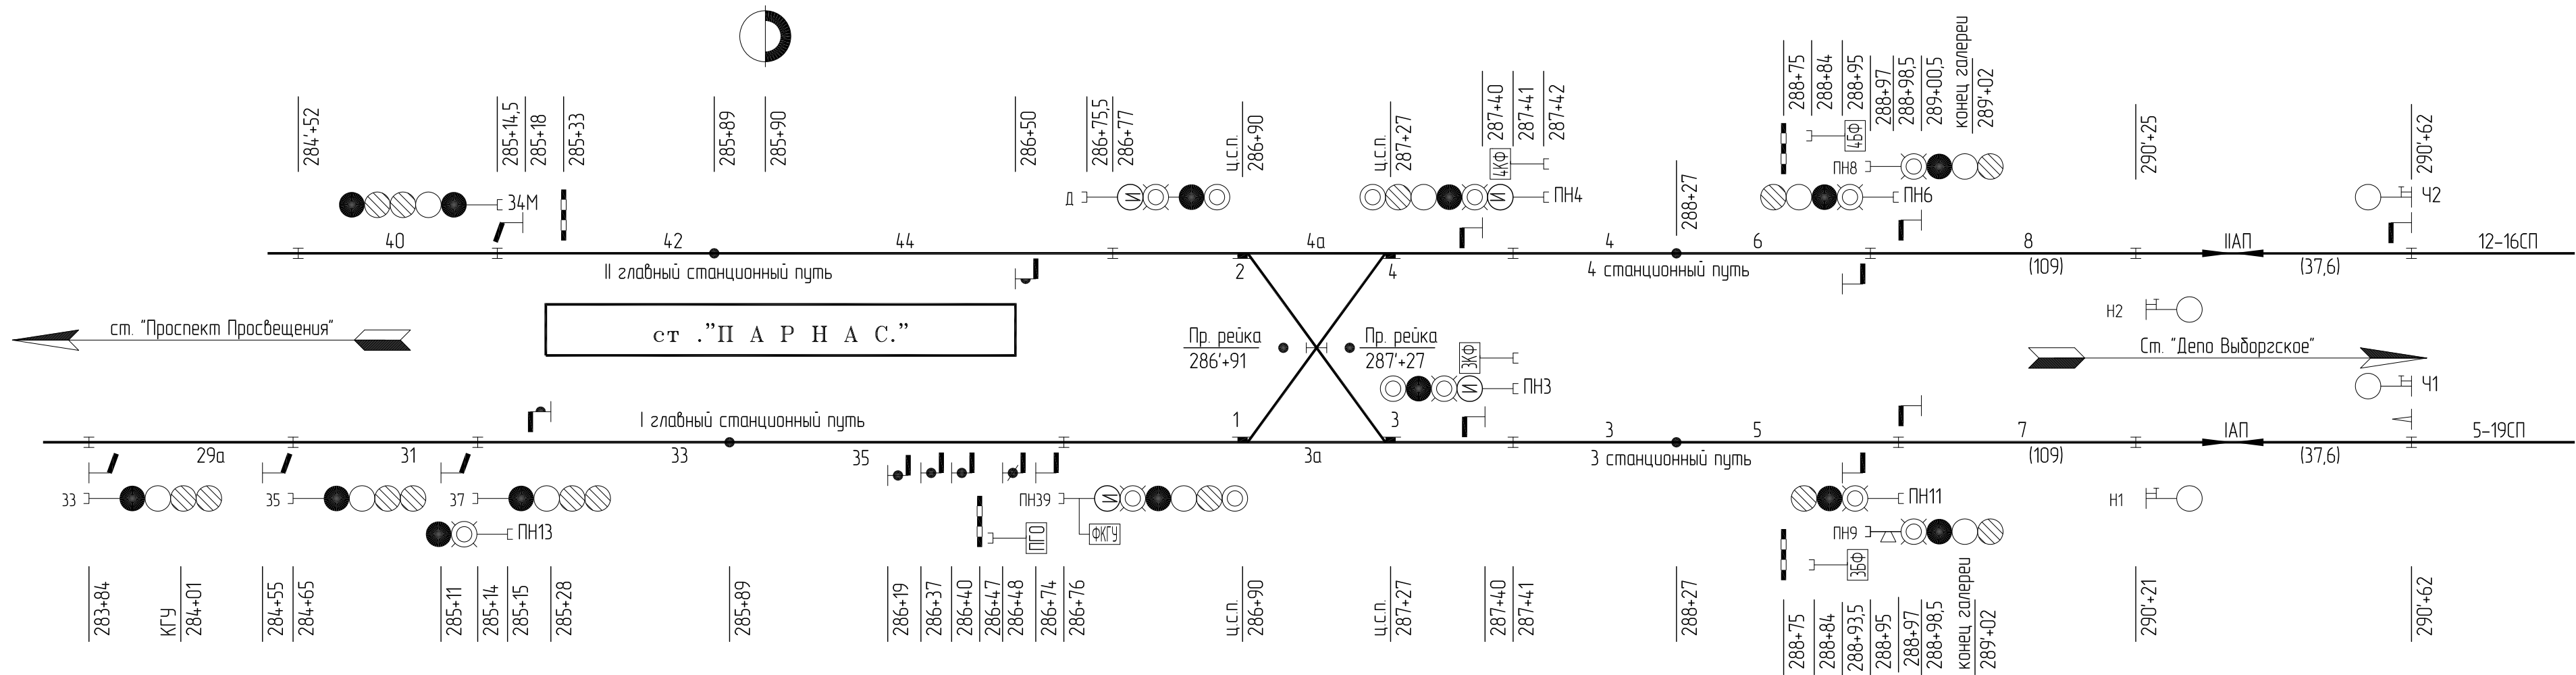 284'+52
285+14,5
285+18
285+33
285+89
285+90
286+50
286+75,5
286+77
ц.с.п.
286+90
ц.с.п.
287+27
287+40
287+41
287+42
288+27
288+75
288+84
288+95
288+97
288+98,5
289+00,5
конец галереи
289'+02
290'+25
290'+62
34М
Д
И
4КФ
И
ПН4
4БФ
ПН8
ПН6
Ч2
40
42
44
4а
4
6
8
IIАП
12-16СП
II главный станционный путь
2
4
4 станционный путь
(109)
(37,6)
ст. "Проспект Просвещения"
ст ."П А Р Н А С."
Пр. рейка
286'+91
Пр. рейка
287'+27
Н2
Ст. "Депо Выборгское"
3КФ
И
ПН3
Ч1
I главный станционный путь
1
3
3
5
7
IАП
5-19СП
29а
31
33
35
3а
3 станционный путь
(109)
(37,6)
33
35
37
ПН13
ПГО
ПН39
ФКГУ
И
ПН11
ПН9
3БФ
Н1
283+84
КГУ
284+01
284+55
284+65
285+11
285+14
285+15
285+28
285+89
286+19
286+37
286+40
286+47
286+48
286+74
286+76
ц.с.п.
286+90
ц.с.п.
287+27
287+40
287+41
288+27
288+75
288+84
288+93,5
288+95
288+97
288+98,5
конец галереи
289'+02
290'+21
290'+62